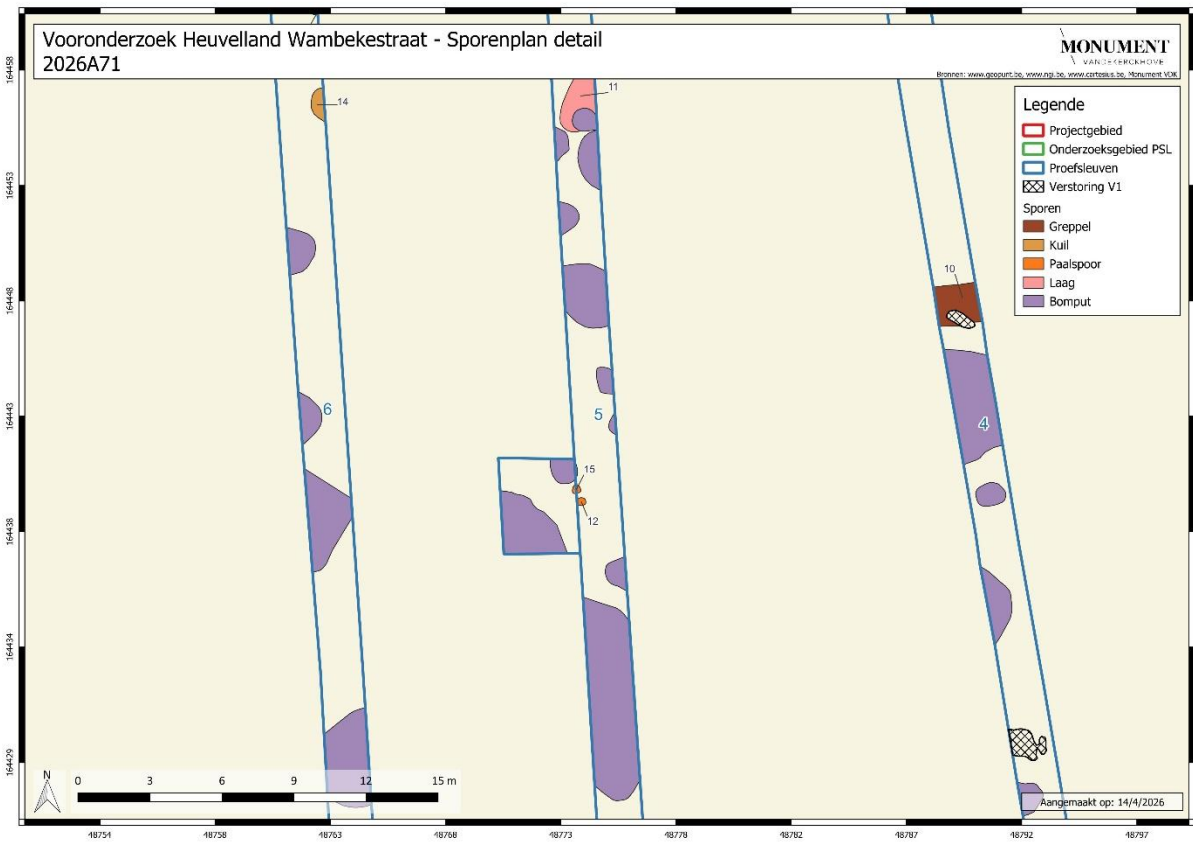 Vooronderzoek Heuvelland Wambekestraat - Sporenplan detail
2026A71
MONUMENT
VANDEKERCKHOVE
Bronnen: www.geopunt.be, www.ngi.be, www.cartesius.be, Monument VDK
Legende
Projectgebied
Onderzoeksgebied PSL
Proefsleuven
Verstoring V1
Sporen
Greppel
Kuil
Paalspoor
Laag
Bomput
14
11
10
6
5
4
15
12
164458
164453
164448
164443
164438
164434
164429
N
0 3 6 9 12 15 m
Aangemaakt op: 14/4/2026
48754 48758 48763 48768 48773 48778 48782 48787 48792 48797